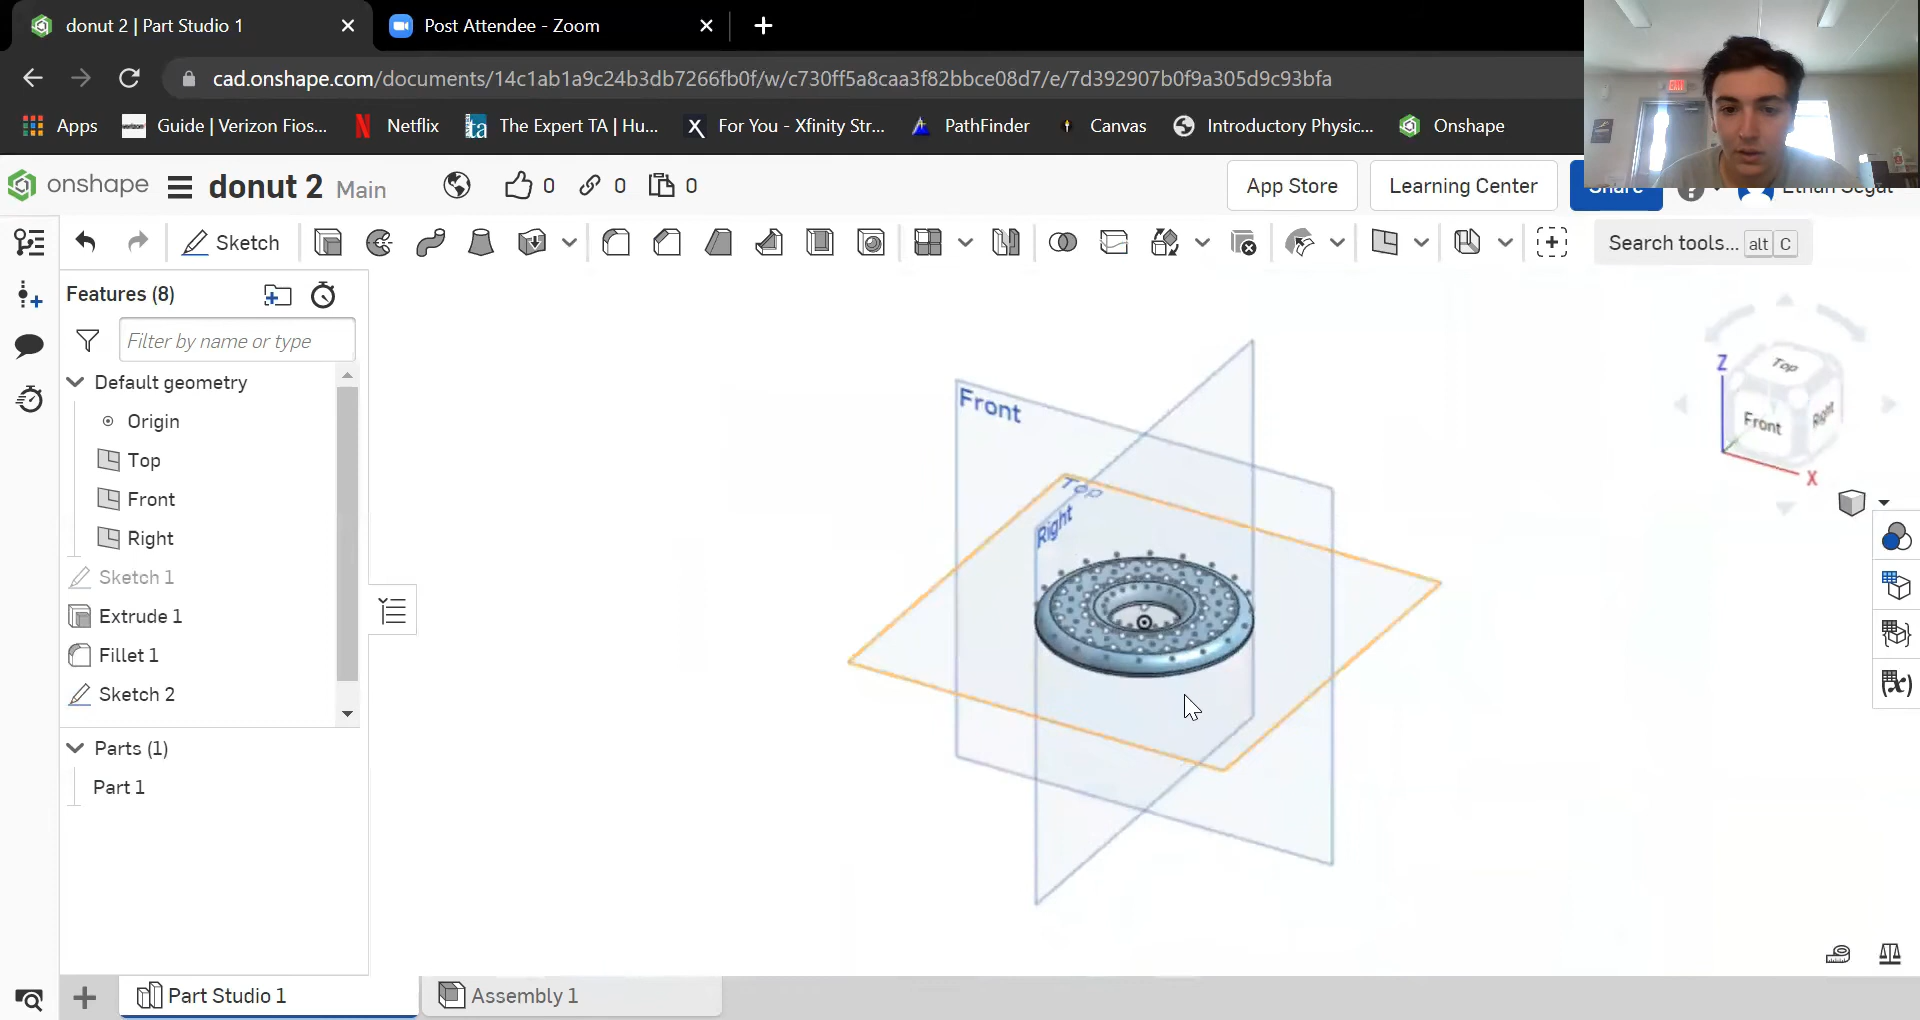 donut 2 | Part Studio 1
Post Attendee - Zoom
cad.onshape.com/documents/14c1ab1a9c24b3db7266fb0f/w/c730ff5a8caa3f82bbce08d7/e/7d392907b0f9a305d9c93bfa
Apps
Guide | Verizon Fios...
Netflix
The Expert TA | Hu...
For You - Xfinity Str...
PathFinder
Canvas
Introductory Physic...
Onshape
EXIT
onshape
donut 2 Main
0
0
0
App Store
Learning Center
Share
Sketch
Search tools... alt C
Features (8)
Filter by name or type
Default geometry
Origin
Top
Front
Right
Sketch 1
Extrude 1
Fillet 1
Sketch 2
Parts (1)
Part 1
Front
Top
Right
Z
Top
Front
Right
X
Part Studio 1
Assembly 1